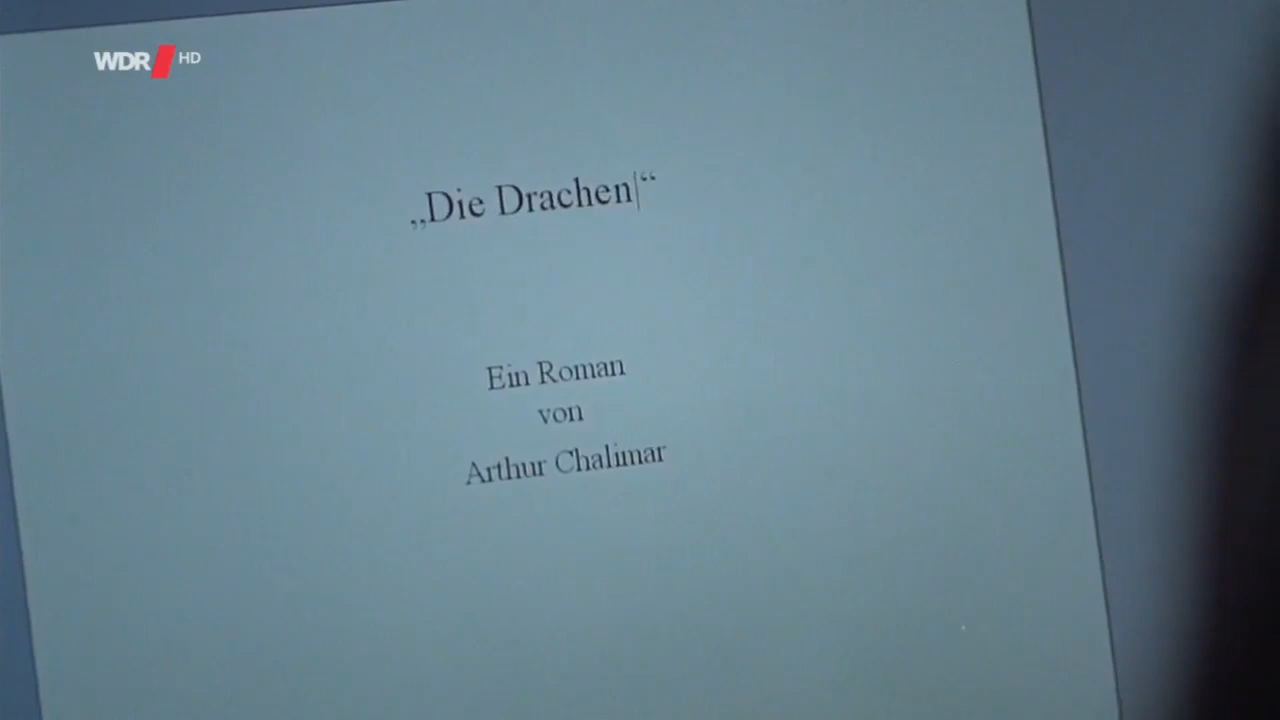 WDR HD
„Die Drachen“
Ein Roman
von
Arthur Chalimar